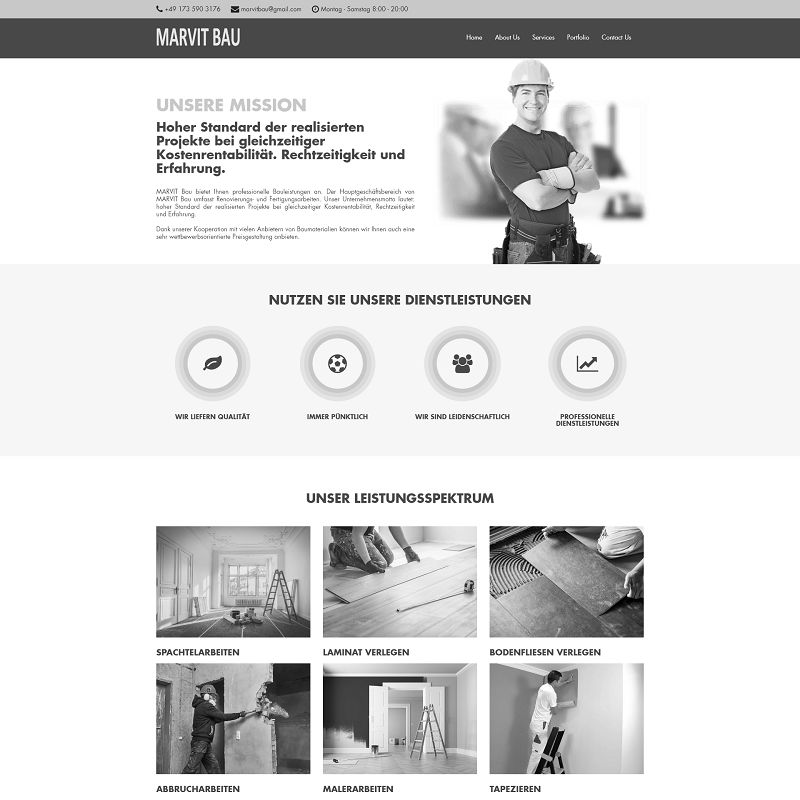 +49 173 590 3176 marvitbau@gmail.com Montag - Samstag 8:00 - 20:00
MARVIT BAU
Home About Us Services Portfolio Contact Us
UNSERE MISSION
Hoher Standard der realisierten
Projekte bei gleichzeitiger
Kostenrentabilität. Rechtzeitigkeit und
Erfahrung.
MARVIT Bau bietet Ihnen professionelle Bauleistungen an. Der Hauptgeschäftsbereich von
MARVIT Bau umfasst Renovierungs- und Fertigungsarbeiten. Unser Unternehmensmotto lautet:
hoher Standard der realisierten Projekte bei gleichzeitiger Kostenrentabilität, Rechtzeitigkeit
und Erfahrung.
Dank unserer Kooperation mit vielen Anbietern von Baumaterialien können wir Ihnen auch eine
sehr wettbewerbsorientierte Preisgestaltung anbieten.
NUTZEN SIE UNSERE DIENSTLEISTUNGEN
WIR LIEFERN QUALITÄT
IMMER PÜNKTLICH
WIR SIND LEIDENSCHAFTLICH
PROFESSIONELLE
DIENSTLEISTUNGEN
UNSER LEISTUNGSSPEKTRUM
SPACHTELARBEITEN
LAMINAT VERLEGEN
BODENFLIESEN VERLEGEN
ABBRUCHARBEITEN
MALERARBEITEN
TAPEZIEREN